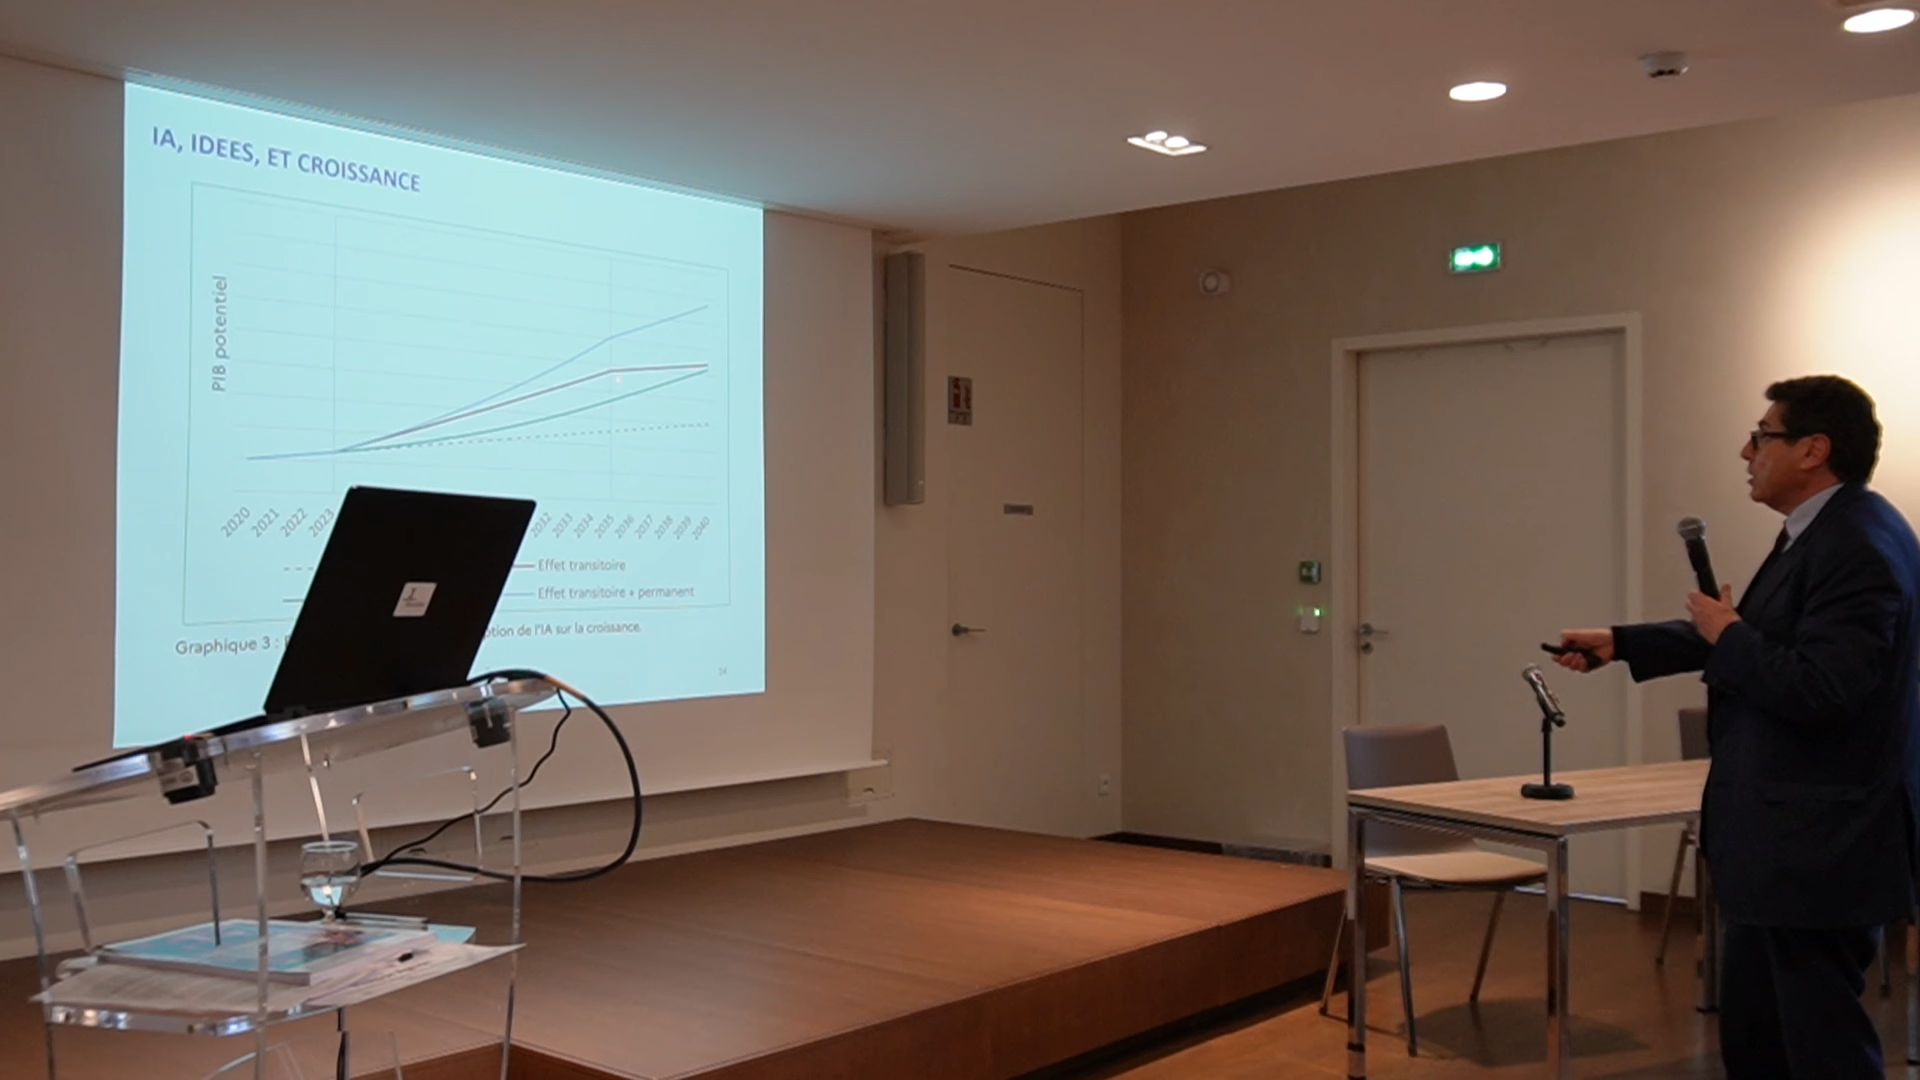 IA, IDEES, ET CROISSANCE
PIB potentiel
2020 2021 2022 2023 2032 2033 2034 2035 2036 2037 2038 2039 2040
Effet transitoire
Effet transitoire + permanent
Graphique 3 : ption de l'IA sur la croissance.